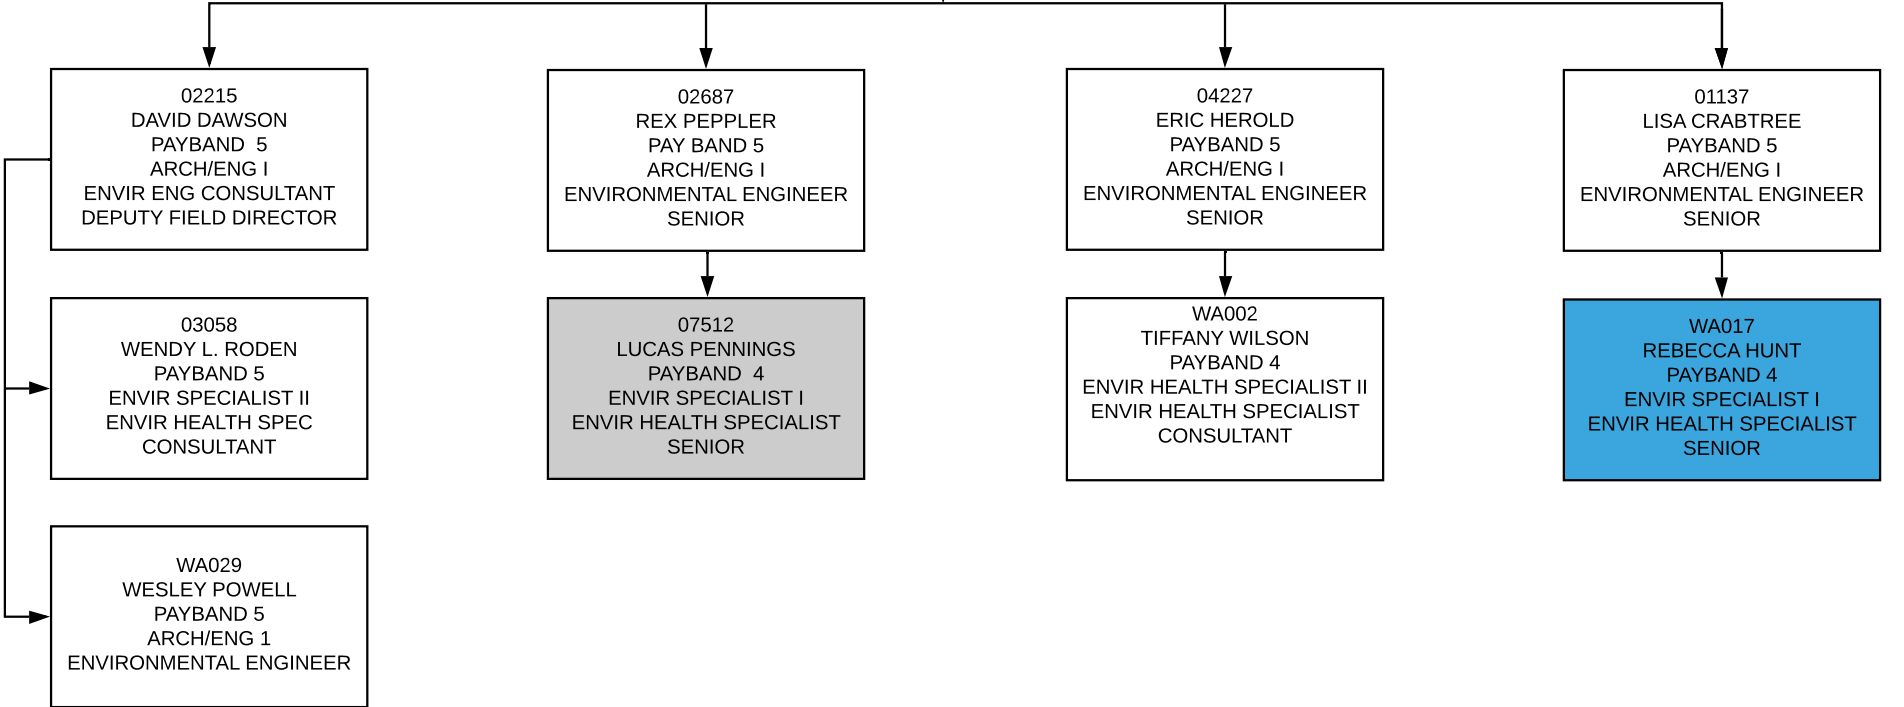 02215
DAVID DAWSON
PAYBAND  5
ARCH/ENG I
ENVIR ENG CONSULTANT
DEPUTY FIELD DIRECTOR
02687
REX PEPPLER
PAY BAND 5
ARCH/ENG I
ENVIRONMENTAL ENGINEER
SENIOR
04227
ERIC HEROLD
PAYBAND 5
ARCH/ENG I
ENVIRONMENTAL ENGINEER
SENIOR
01137
LISA CRABTREE
PAYBAND 5
ARCH/ENG I
ENVIRONMENTAL ENGINEER
SENIOR
03058
WENDY L. RODEN
PAYBAND 5
ENVIR SPECIALIST II
ENVIR HEALTH SPEC
CONSULTANT
07512
LUCAS PENNINGS
PAYBAND  4
ENVIR SPECIALIST I
ENVIR HEALTH SPECIALIST
SENIOR
WA002
TIFFANY WILSON
PAYBAND 4
ENVIR HEALTH SPECIALIST II
ENVIR HEALTH SPECIALIST
CONSULTANT
WA017
REBECCA HUNT
PAYBAND 4
ENVIR SPECIALIST I
ENVIR HEALTH SPECIALIST
SENIOR
WA029
WESLEY POWELL
PAYBAND 5
ARCH/ENG 1
ENVIRONMENTAL ENGINEER